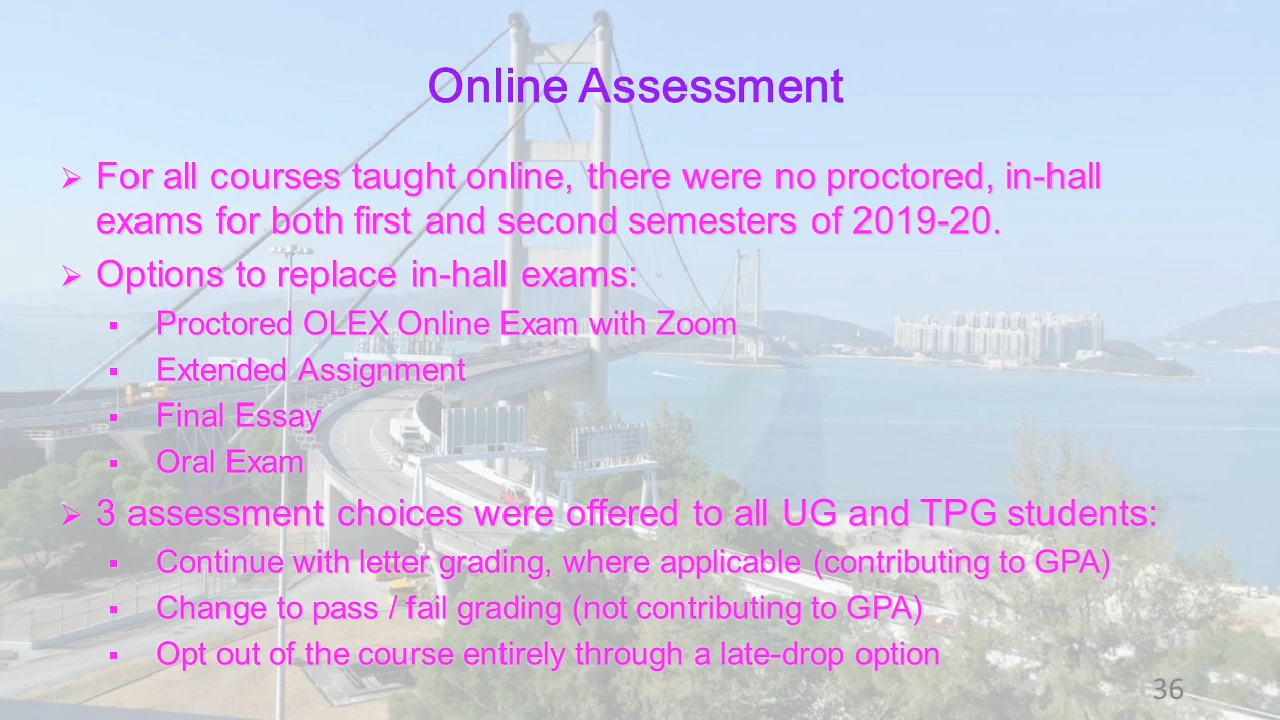 Online Assessment
➢ For all courses taught online, there were no proctored, in-hall
exams for both first and second semesters of 2019-20.
➢ Options to replace in-hall exams:
▪ Proctored OLEX Online Exam with Zoom
▪ Extended Assignment
▪ Final Essay
▪ Oral Exam
➢ 3 assessment choices were offered to all UG and TPG students:
▪ Continue with letter grading, where applicable (contributing to GPA)
▪ Change to pass / fail grading (not contributing to GPA)
▪ Opt out of the course entirely through a late-drop option
36